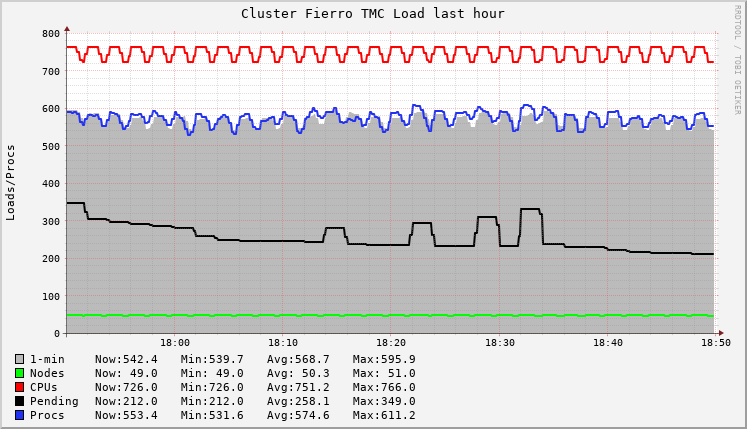 Cluster Fierro TMC Load last hour
RRDTOOL / TOBI OETIKER
Loads/Procs
800
700
600
500
400
300
200
100
0
18:00 18:10 18:20 18:30 18:40 18:50
1-min Now:542.4 Min:539.7 Avg:568.7 Max:595.9
Nodes Now: 49.0 Min: 49.0 Avg: 50.3 Max: 51.0
CPUs Now:726.0 Min:726.0 Avg:751.2 Max:766.0
Pending Now:212.0 Min:212.0 Avg:258.1 Max:349.0
Procs Now:553.4 Min:531.6 Avg:574.6 Max:611.2